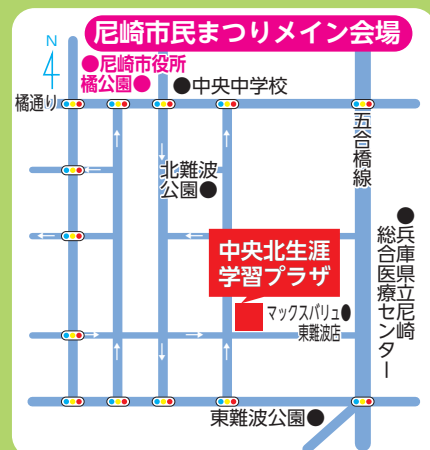 尼崎市民まつりメイン会場
N
●尼崎市役所
橘公園●
●中央中学校
橘通り
五合橋線
北難波
公園●
●兵庫県立尼崎
総合医療センター
中央北生涯
学習プラザ
マックスバリュ●
東難波店
東難波公園●